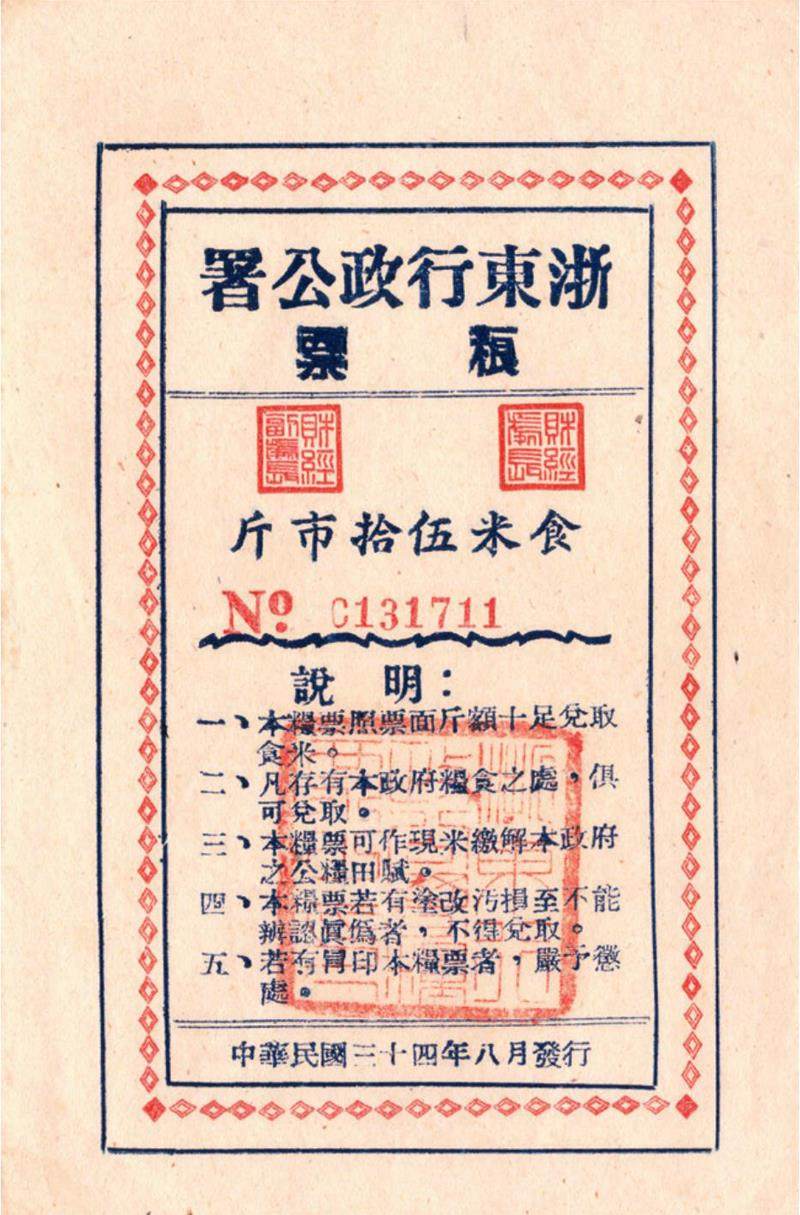 浙東行政公署
粮票
財經處長
財經副處長
食米伍拾市斤
No. C131711
說明：
一、本糧票照票面斤額十足兌取
食米。
二、凡存有本政府糧食之處，俱
可兌取。
三、本糧票可作現米繳解本政府
之公糧田賦。
四、本糧票若有塗改污損至不能
辨認眞僞者，不得兌取。
五、若有冐印本糧票者，嚴予懲
處。
中華民國三十四年八月發行